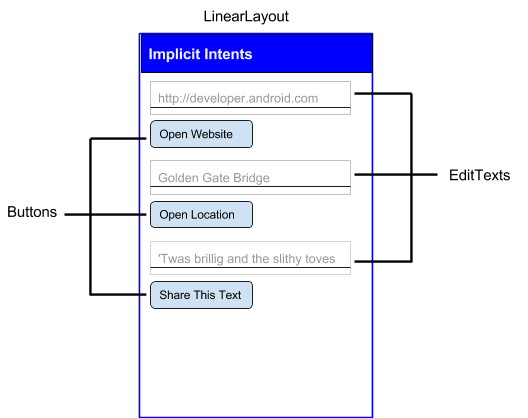 LinearLayout
Implicit Intents
http://developer.android.com
Open Website
Golden Gate Bridge
EditTexts
Buttons
Open Location
'Twas brillig and the slithy toves
Share This Text